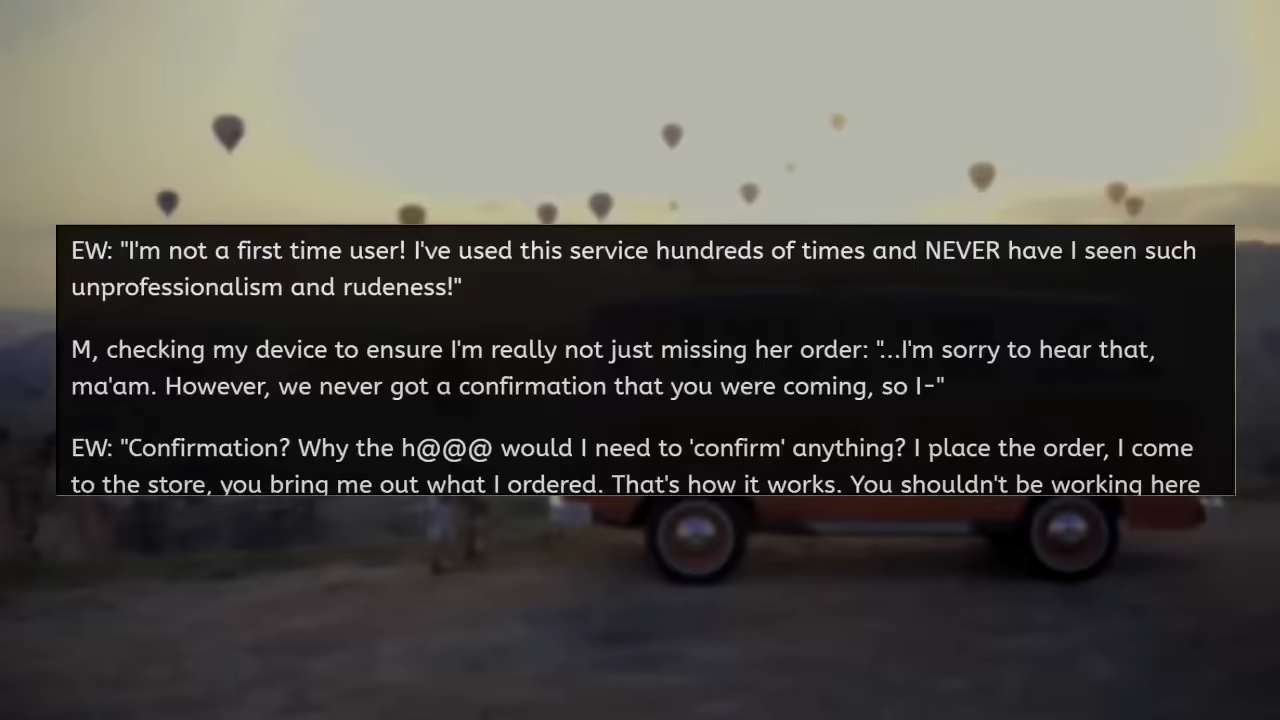 EW: "I'm not a first time user! I've used this service hundreds of times and NEVER have I seen such
unprofessionalism and rudeness!"
M, checking my device to ensure I'm really not just missing her order: "...I'm sorry to hear that,
ma'am. However, we never got a confirmation that you were coming, so I-"
EW: "Confirmation? Why the h@@@ would I need to 'confirm' anything? I place the order, I come
to the store, you bring me out what I ordered. That's how it works. You shouldn't be working here